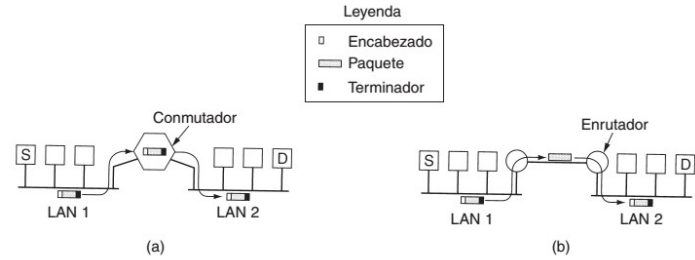 Leyenda
Encabezado
Paquete
Terminador
Conmutador
S
D
LAN 1
LAN 2
(a)
Enrutador
S
D
LAN 1
LAN 2
(b)